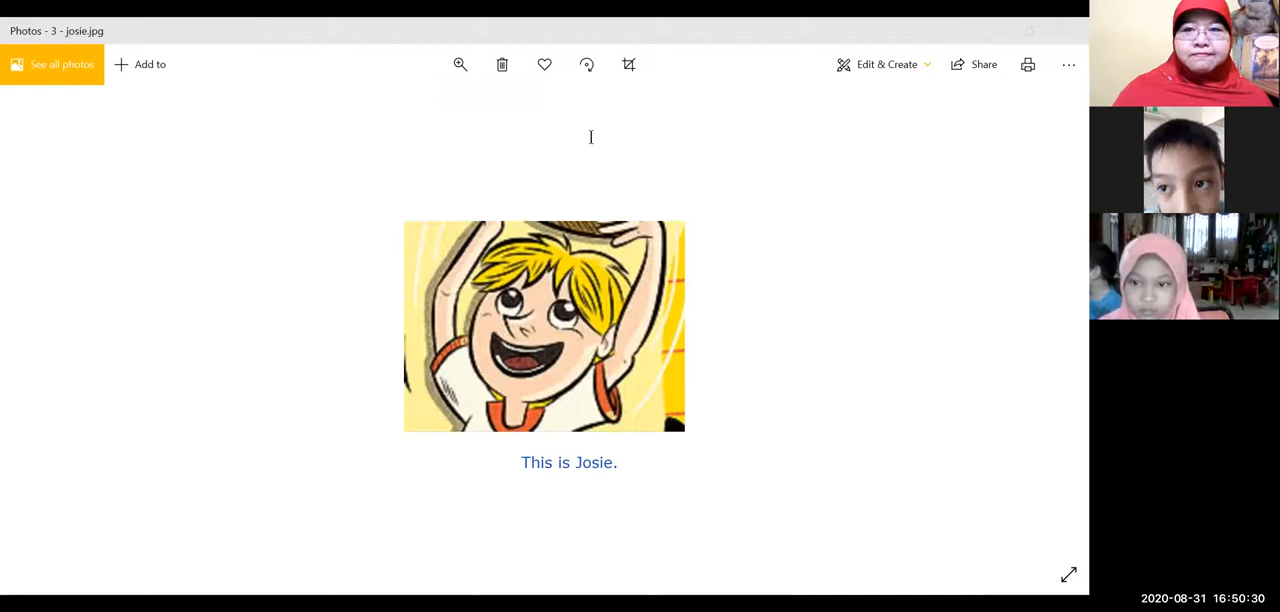 Photos - 3 - josie.jpg
See all photos
Add to
Edit & Create
Share
This is Josie.
2020-08-31 16:50:30